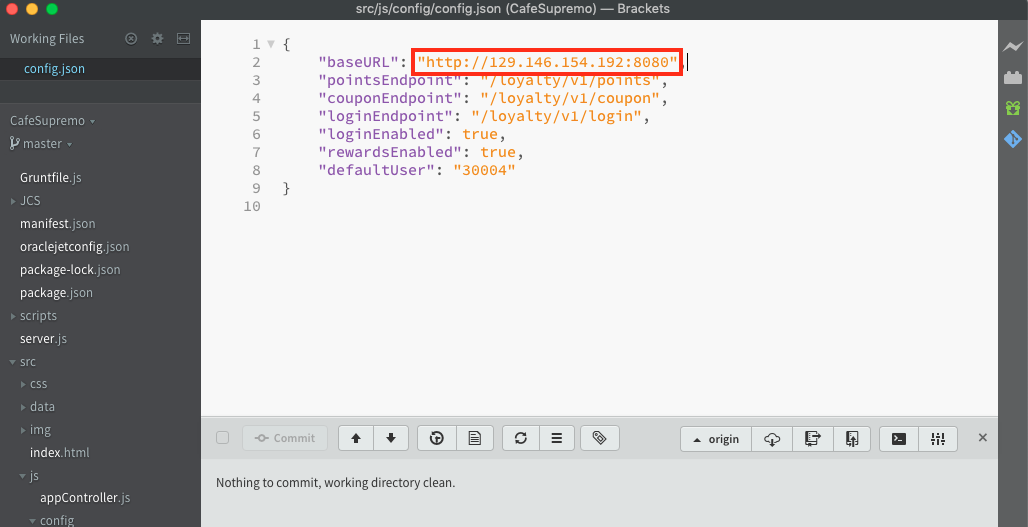 src/js/config/config.json (CafeSupremo) — Brackets
Working Files
config.json
CafeSupremo
master
Gruntfile.js
JCS
manifest.json
oraclejetconfig.json
package-lock.json
package.json
scripts
server.js
src
css
data
img
index.html
js
appController.js
config
1 {
2 "baseURL": "http://129.146.154.192:8080",
3 "pointsEndpoint": "/loyalty/v1/points",
4 "couponEndpoint": "/loyalty/v1/coupon",
5 "loginEndpoint": "/loyalty/v1/login",
6 "loginEnabled": true,
7 "rewardsEnabled": true,
8 "defaultUser": "30004"
9 }
10
Commit
origin
Nothing to commit, working directory clean.